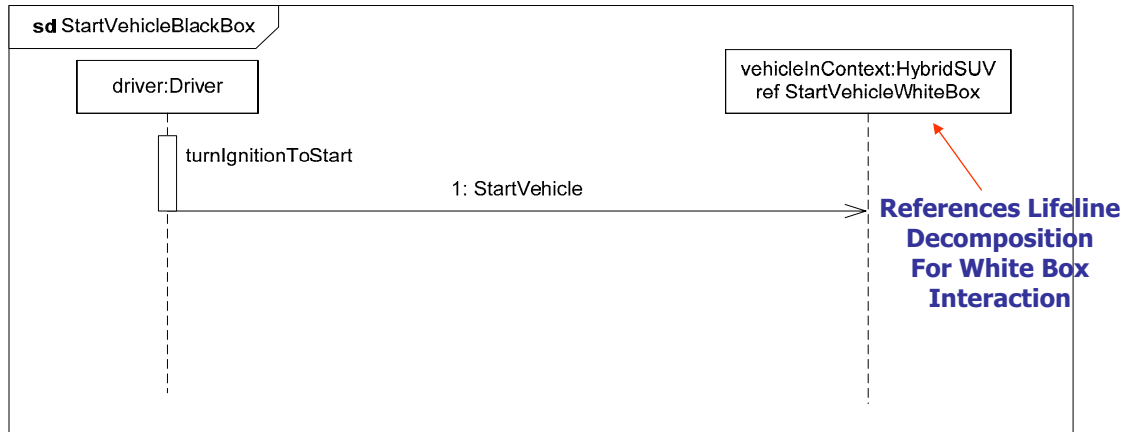 sd StartVehicleBlackBox
driver:Driver
vehicleInContext:HybridSUV
ref StartVehicleWhiteBox
turnIgnitionToStart
1: StartVehicle
References Lifeline
Decomposition
For White Box
Interaction